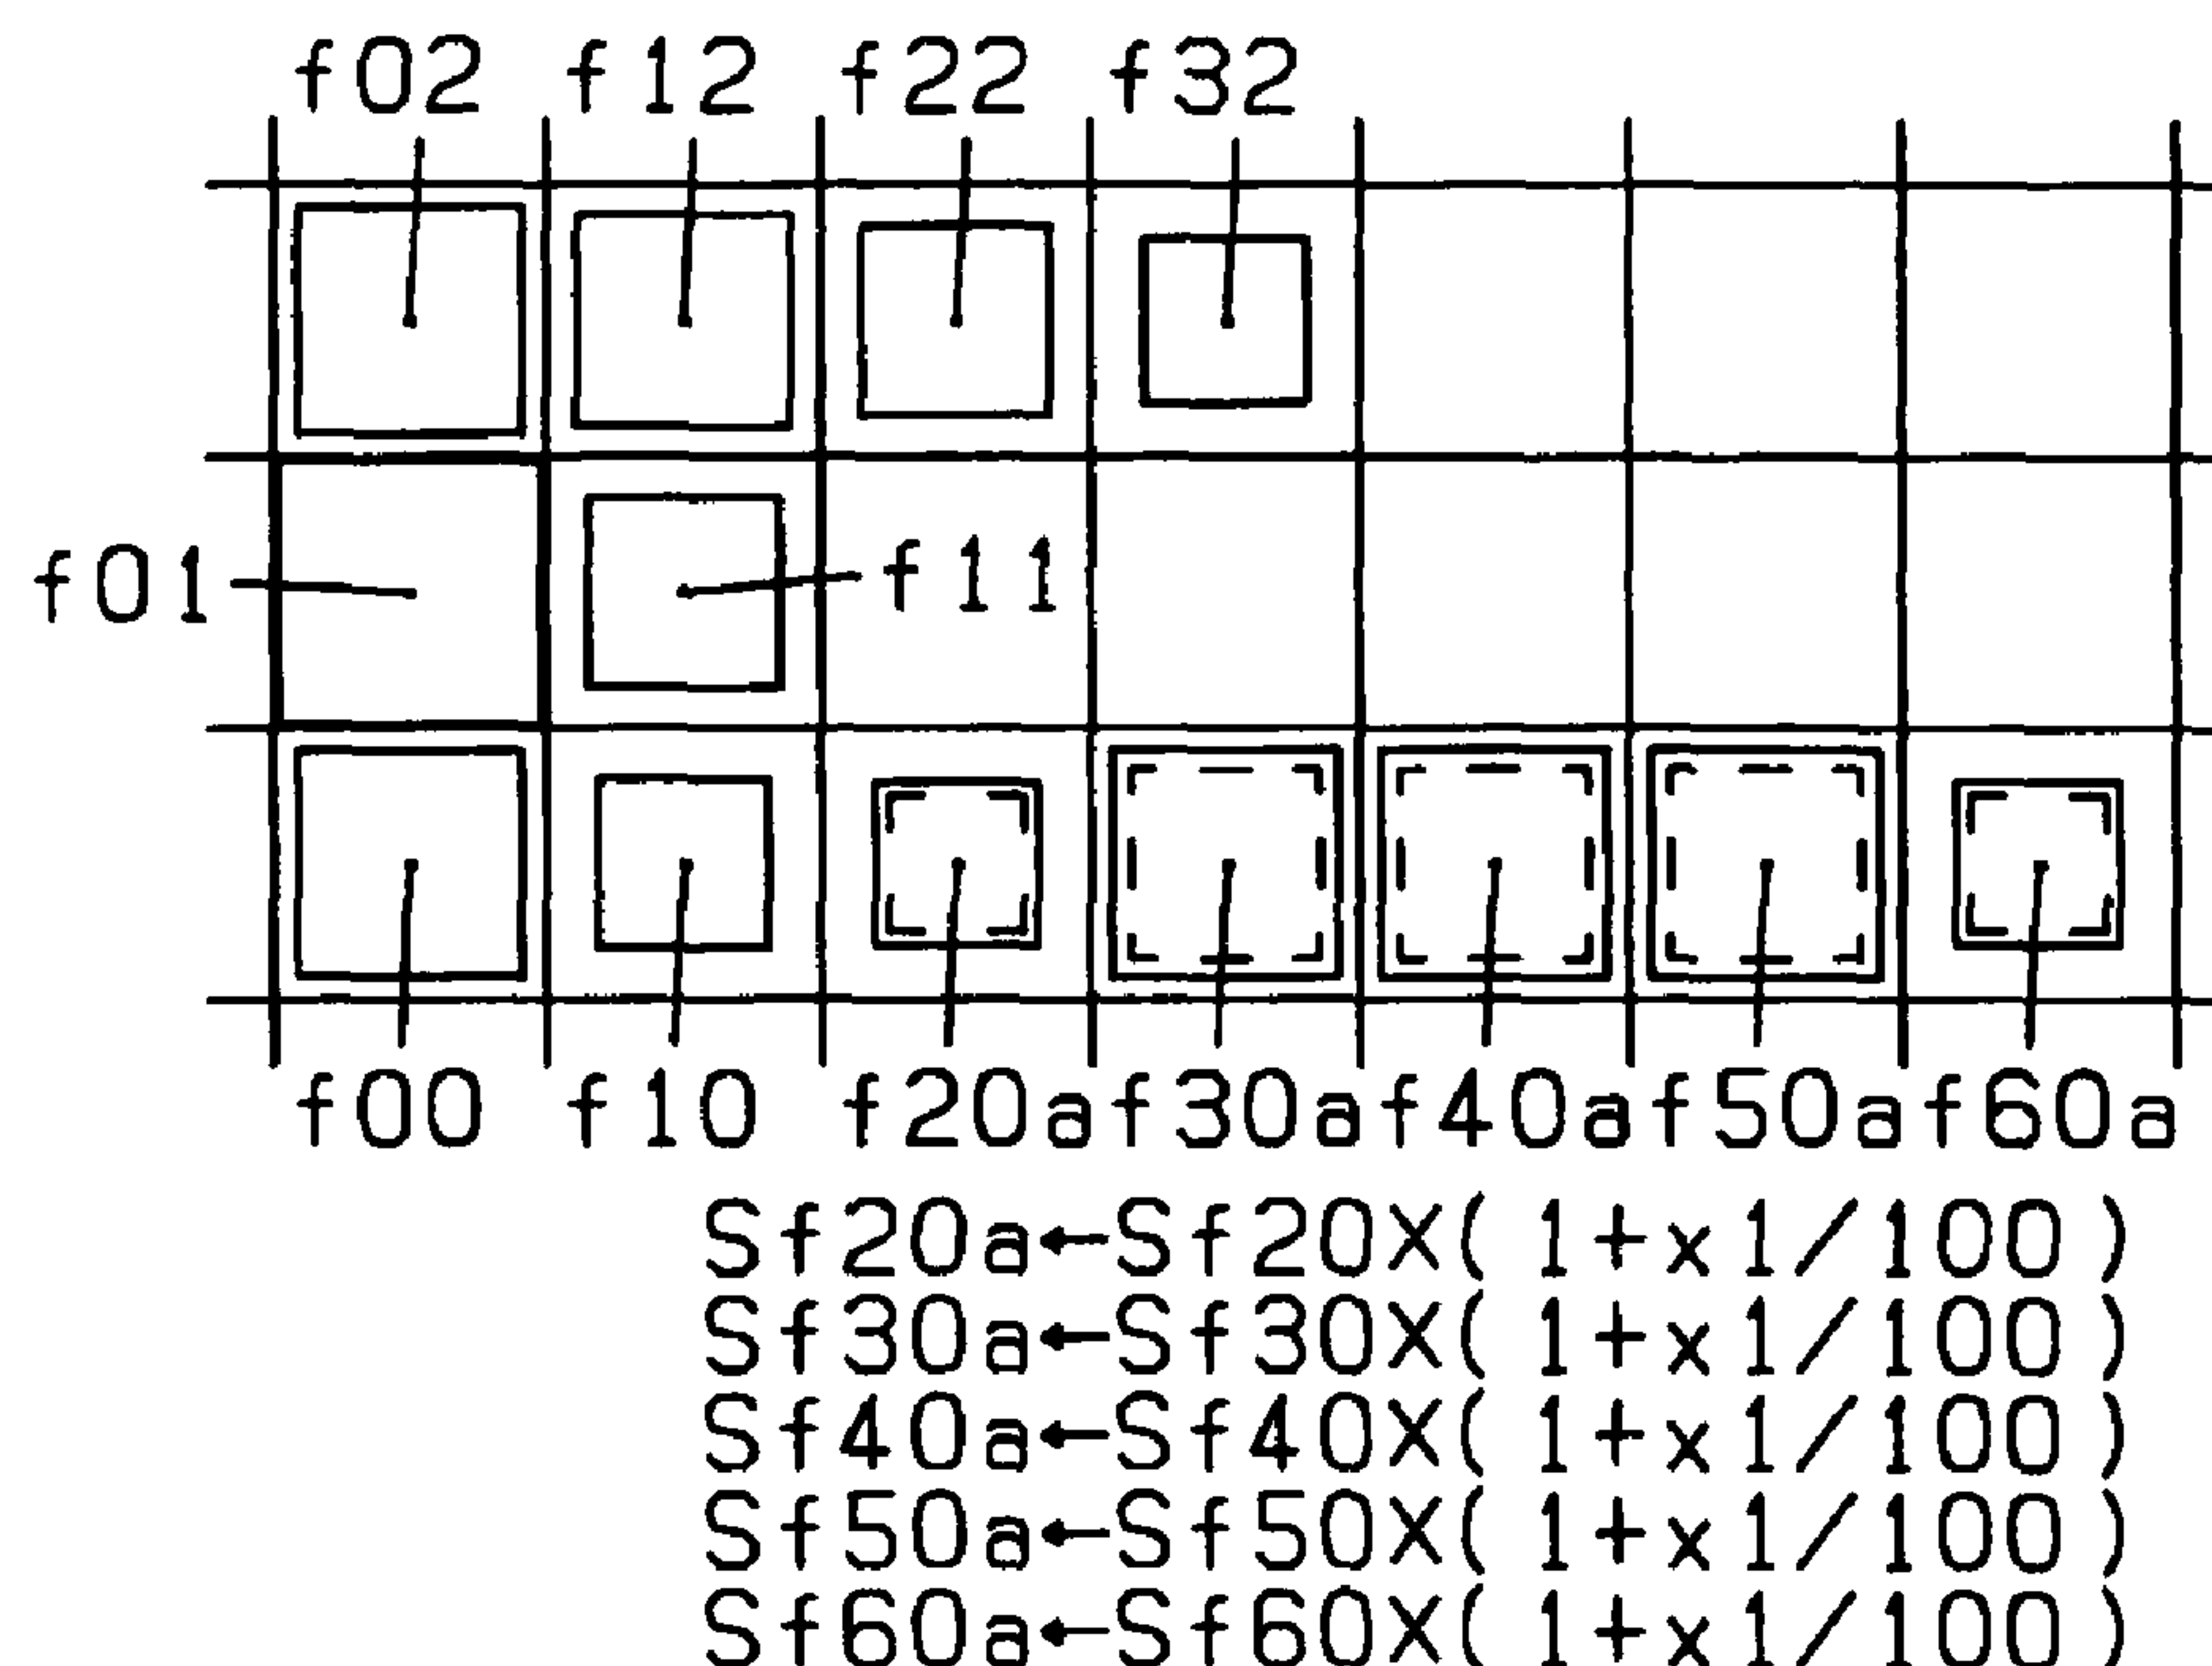 f02 f12 f22 f32
f01 f11
f00 f10 f20a f30a f40a f50a f60a
Sf20a←Sf20X(1+x1/100)
Sf30a←Sf30X(1+x1/100)
Sf40a←Sf40X(1+x1/100)
Sf50a←Sf50X(1+x1/100)
Sf60a←Sf60X(1+x1/100)